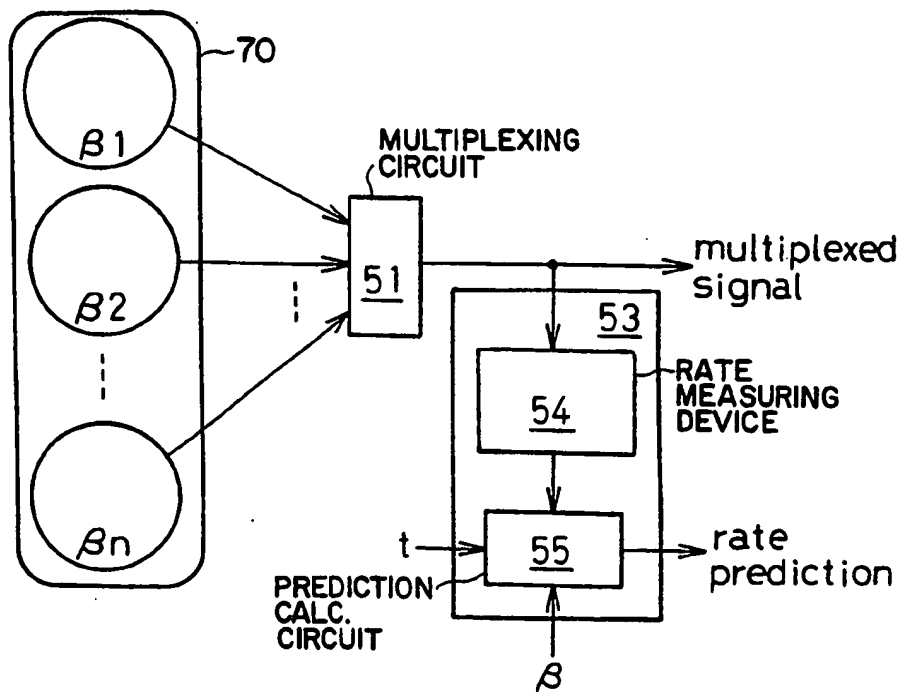 70
β1
MULTIPLEXING
CIRCUIT
51
multiplexed
signal
β2
53
RATE
MEASURING
DEVICE
54
βn
t
55
rate
prediction
PREDICTION
CALC.
CIRCUIT
β